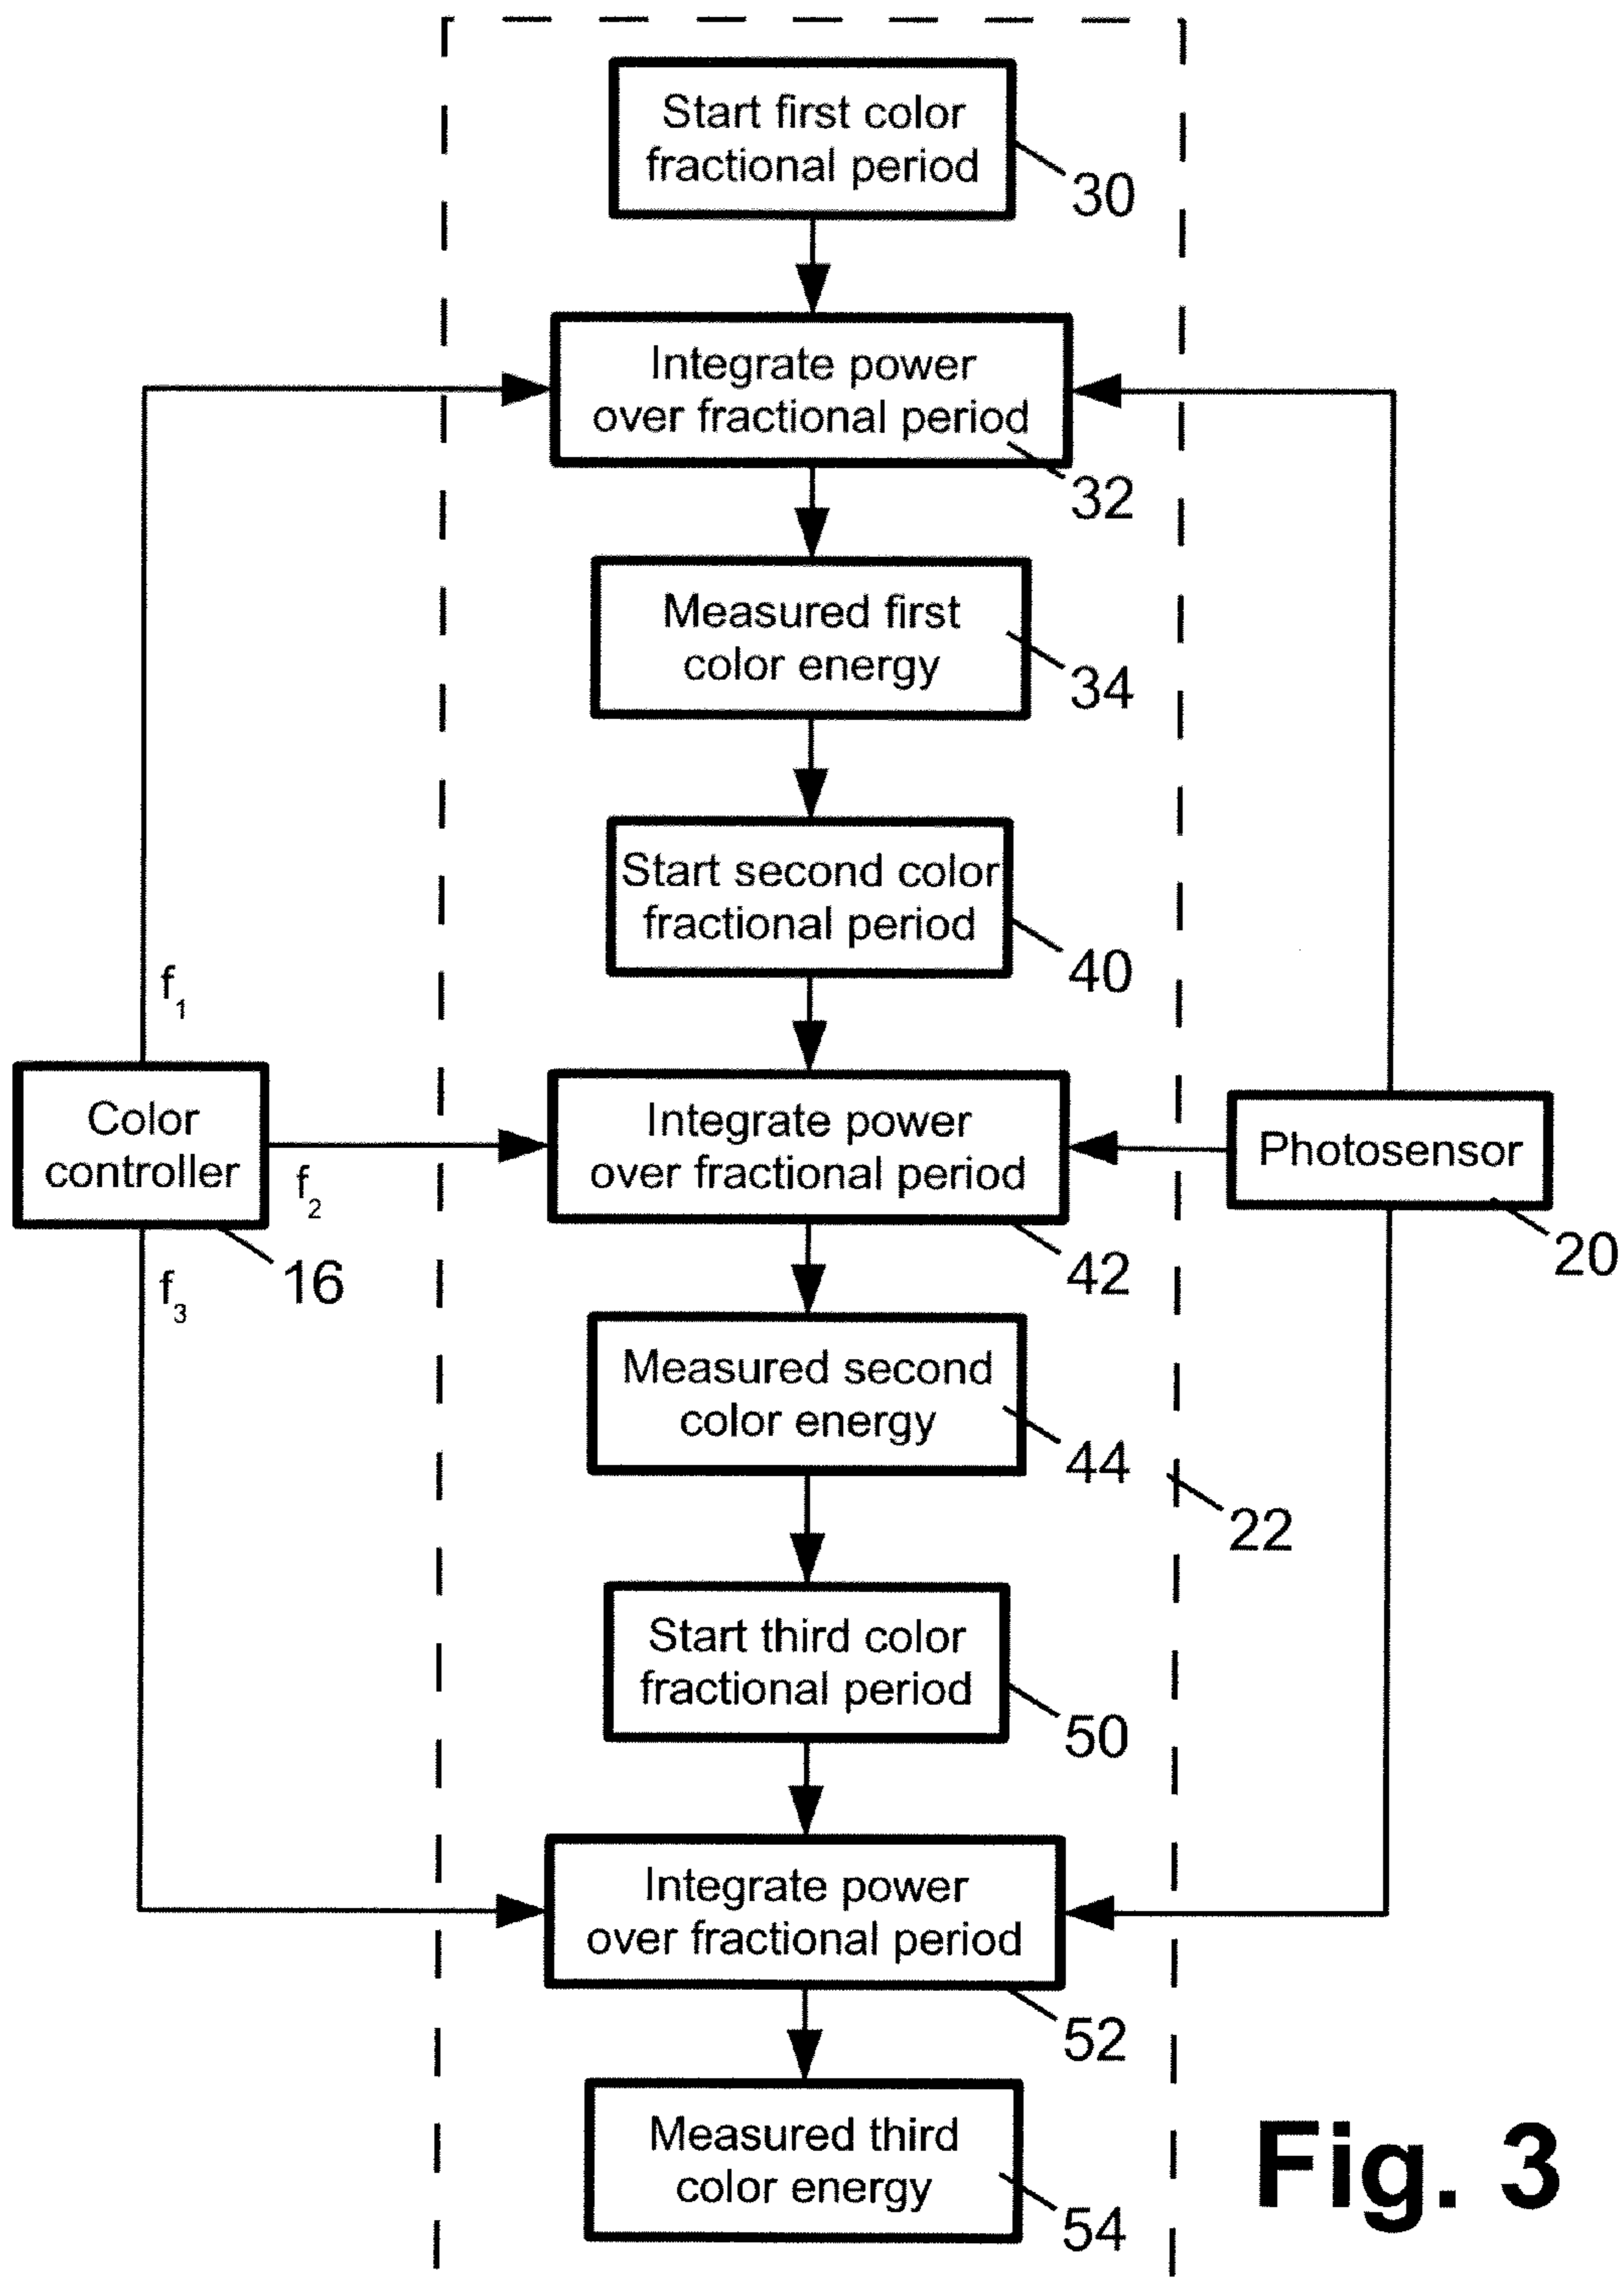 Start first color
fractional period
30
Integrate power
over fractional period
32
Measured first
color energy
34
Start second color
fractional period
40
f1
Color
controller
16
f2
f3
Integrate power
over fractional period
42
Photosensor
20
Measured second
color energy
44
22
Start third color
fractional period
50
Integrate power
over fractional period
52
Measured third
color energy
54
Fig. 3